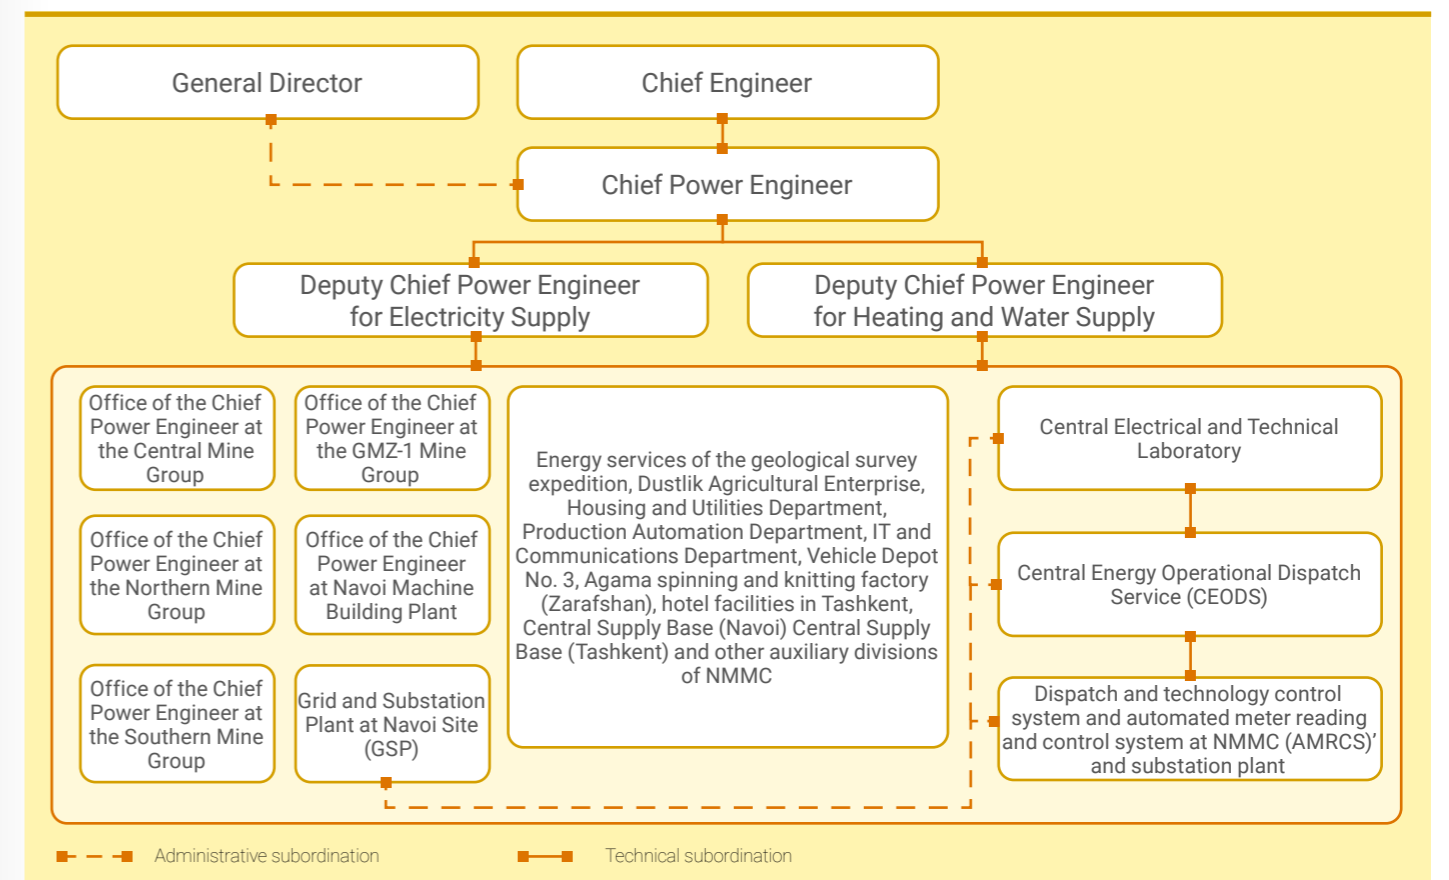 General Director
Chief Engineer
Chief Power Engineer
Deputy Chief Power Engineer
for Electricity Supply
Deputy Chief Power Engineer
for Heating and Water Supply
Office of the Chief
Power Engineer at
the Central Mine
Group
Office of the Chief
Power Engineer at
the GMZ-1 Mine
Group
Office of the Chief
Power Engineer at
the Northern Mine
Group
Office of the Chief
Power Engineer
at Navoi Machine
Building Plant
Office of the Chief
Power Engineer at
the Southern Mine
Group
Grid and Substation
Plant at Navoi Site
(GSP)
Energy services of the geological survey
expedition, Dustlik Agricultural Enterprise,
Housing and Utilities Department,
Production Automation Department, IT and
Communications Department, Vehicle Depot
No. 3, Agama spinning and knitting factory
(Zarafshan), hotel facilities in Tashkent,
Central Supply Base (Navoi) Central Supply
Base (Tashkent) and other auxiliary divisions
of NMMC
Central Electrical and Technical
Laboratory
Central Energy Operational Dispatch
Service (CEODS)
Dispatch and technology control
system and automated meter reading
and control system at NMMC (AMRCS)’
and substation plant
Administrative subordination
Technical subordination